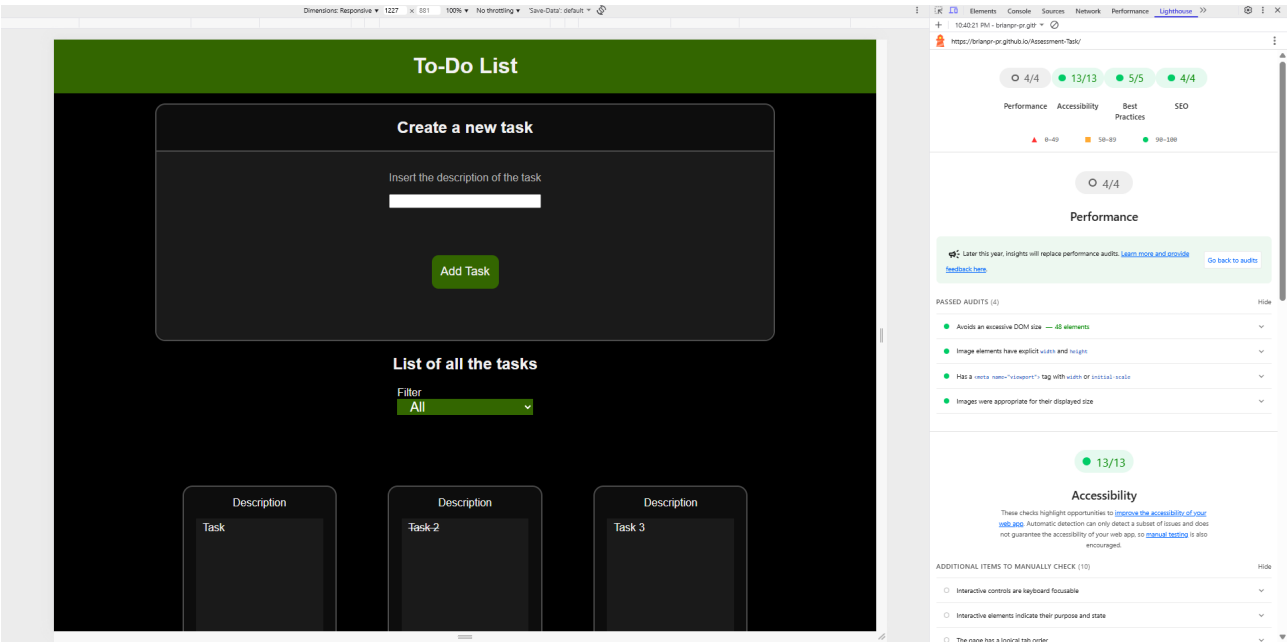 Dimensions: Responsive ▼ 1227 × 881 100% ▼ No throttling ▼ 'Save-Data': default ▼
Elements Console Sources Network Performance Lighthouse
10:40:21 PM - brianpr-pr.gith ▼
https://brianpr-pr.github.io/Assessment-Task/
To-Do List
Create a new task
Insert the description of the task
Add Task
List of all the tasks
Filter
All
Description
Task
Description
Task 2
Description
Task 3
4/4 13/13 5/5 4/4
Performance Accessibility Best Practices SEO
0–49 50–89 90–100
4/4
Performance
Later this year, insights will replace performance audits. Learn more and provide
feedback here.
Go back to audits
PASSED AUDITS (4) Hide
Avoids an excessive DOM size — 48 elements
Image elements have explicit width and height
Has a <meta name="viewport"> tag with width or initial-scale
Images were appropriate for their displayed size
13/13
Accessibility
These checks highlight opportunities to improve the accessibility of your
web app. Automatic detection can only detect a subset of issues and does
not guarantee the accessibility of your web app, so manual testing is also
encouraged.
ADDITIONAL ITEMS TO MANUALLY CHECK (10) Hide
Interactive controls are keyboard focusable
Interactive elements indicate their purpose and state
The page has a logical tab order